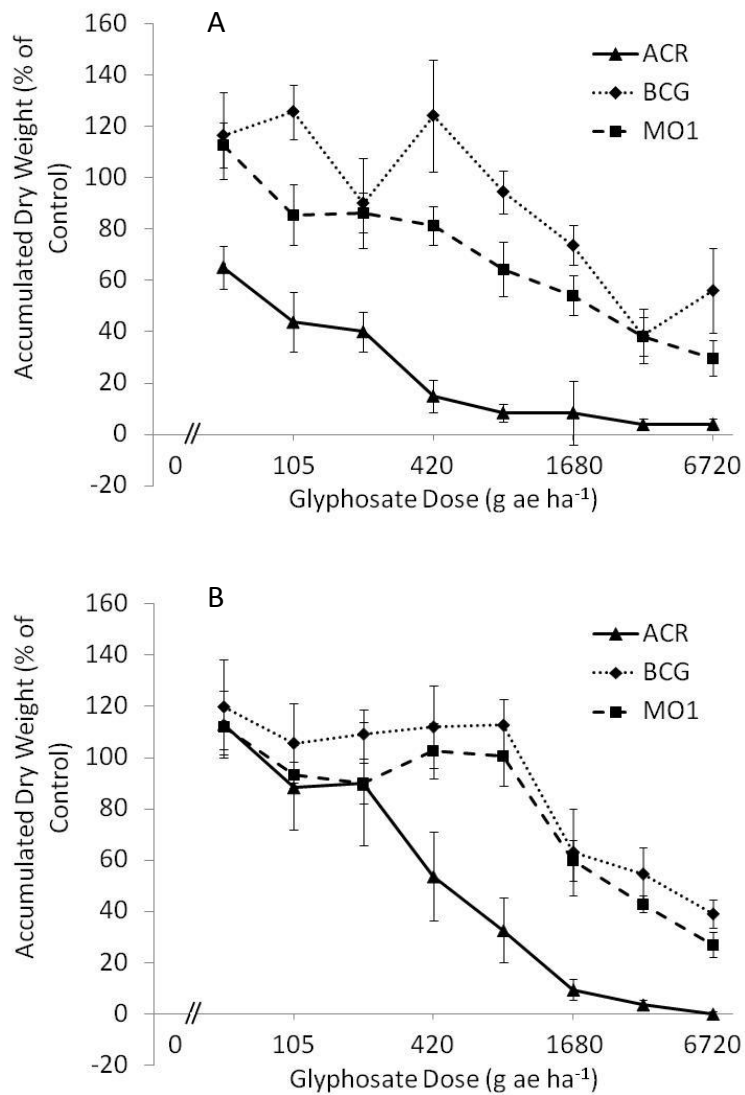 A
160
140
120
100
80
60
40
20
0
-20
Accumulated Dry Weight (% of
Control)
ACR
BCG
MO1
0 // 105 420 1680 6720
Glyphosate Dose (g ae ha⁻¹)
B
160
140
120
100
80
60
40
20
0
-20
Accumulated Dry Weight (% of
Control)
ACR
BCG
MO1
0 // 105 420 1680 6720
Glyphosate Dose (g ae ha⁻¹)